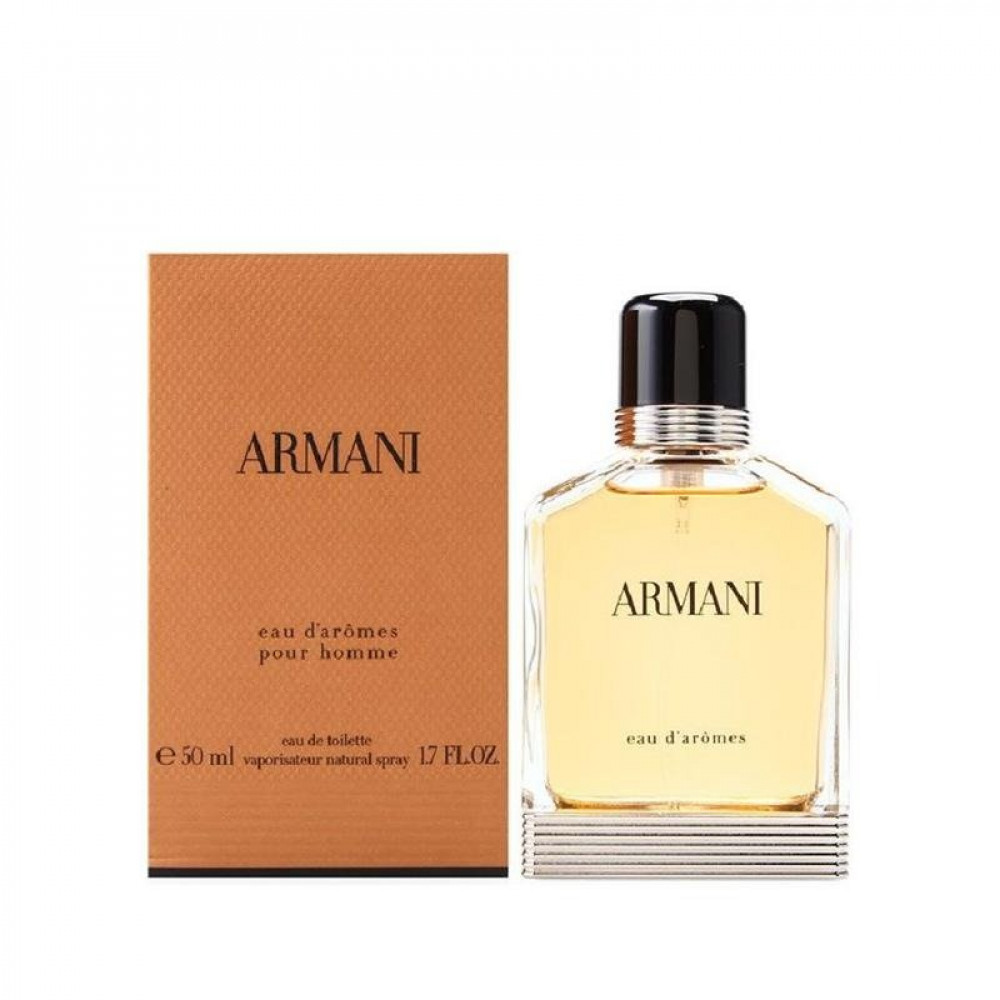 ARMANI
eau d'arômes
pour homme
eau de toilette
℮ 50 ml vaporisateur natural spray 1.7 FL.OZ.
ARMANI
eau d'arômes